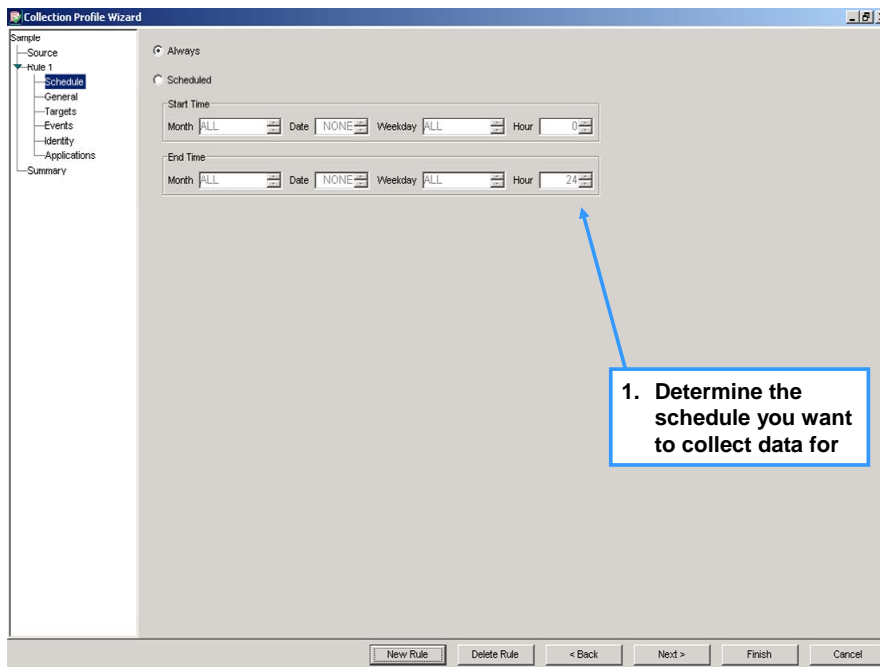 Collection Profile Wizard
Sample
Source
Rule 1
Schedule
General
Targets
Events
Identity
Applications
Summary
Always
Scheduled
Start Time
Month ALL Date NONE Weekday ALL Hour 0
End Time
Month ALL Date NONE Weekday ALL Hour 24
1. Determine the
schedule you want
to collect data for
New Rule Delete Rule < Back Next > Finish Cancel